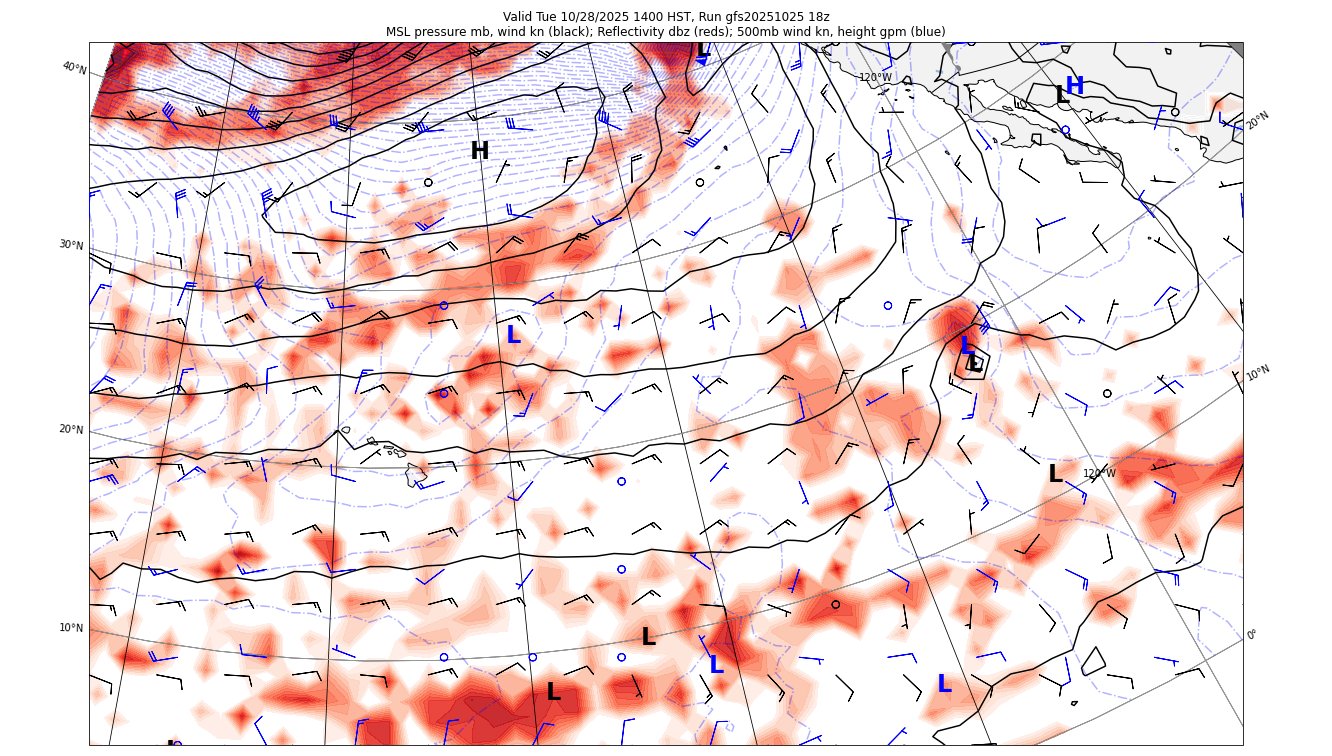 Valid Tue 10/28/2025 1400 HST, Run gfs20251025 18z
MSL pressure mb, wind kn (black); Reflectivity dbz (reds); 500mb wind kn, height gpm (blue)
L
40°N
120°W
H
L
20°N
H
30°N
L
L
L
10°N
20°N
L
120°W
10°N
L
0°
L
L
L